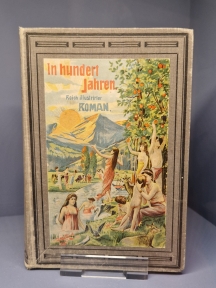 In hundert
Jahren.
ROMAN.